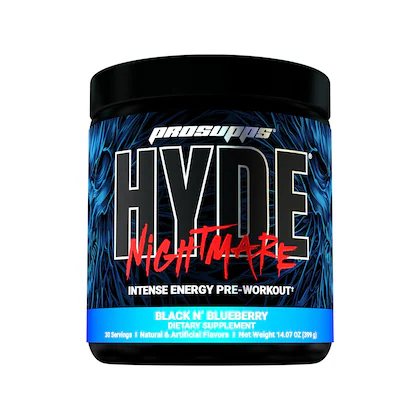 PROSUPPS®
HYDE®
NIGHTMARE
INTENSE ENERGY PRE-WORKOUT†
BLACK N' BLUEBERRY
DIETARY SUPPLEMENT
30 Servings | Natural & Artificial Flavors | Net Weight 14.07 OZ (399 g)